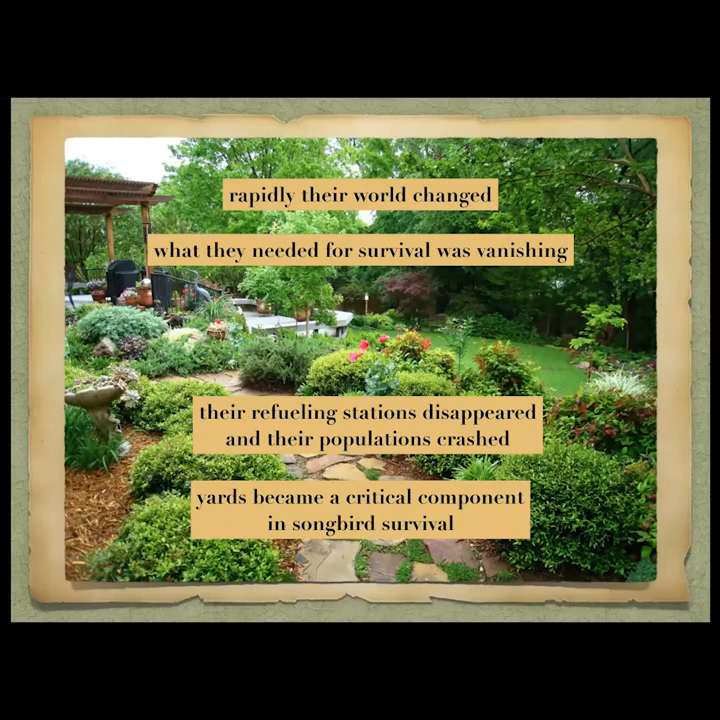 rapidly their world changed
what they needed for survival was vanishing
their refueling stations disappeared
and their populations crashed
yards became a critical component
in songbird survival